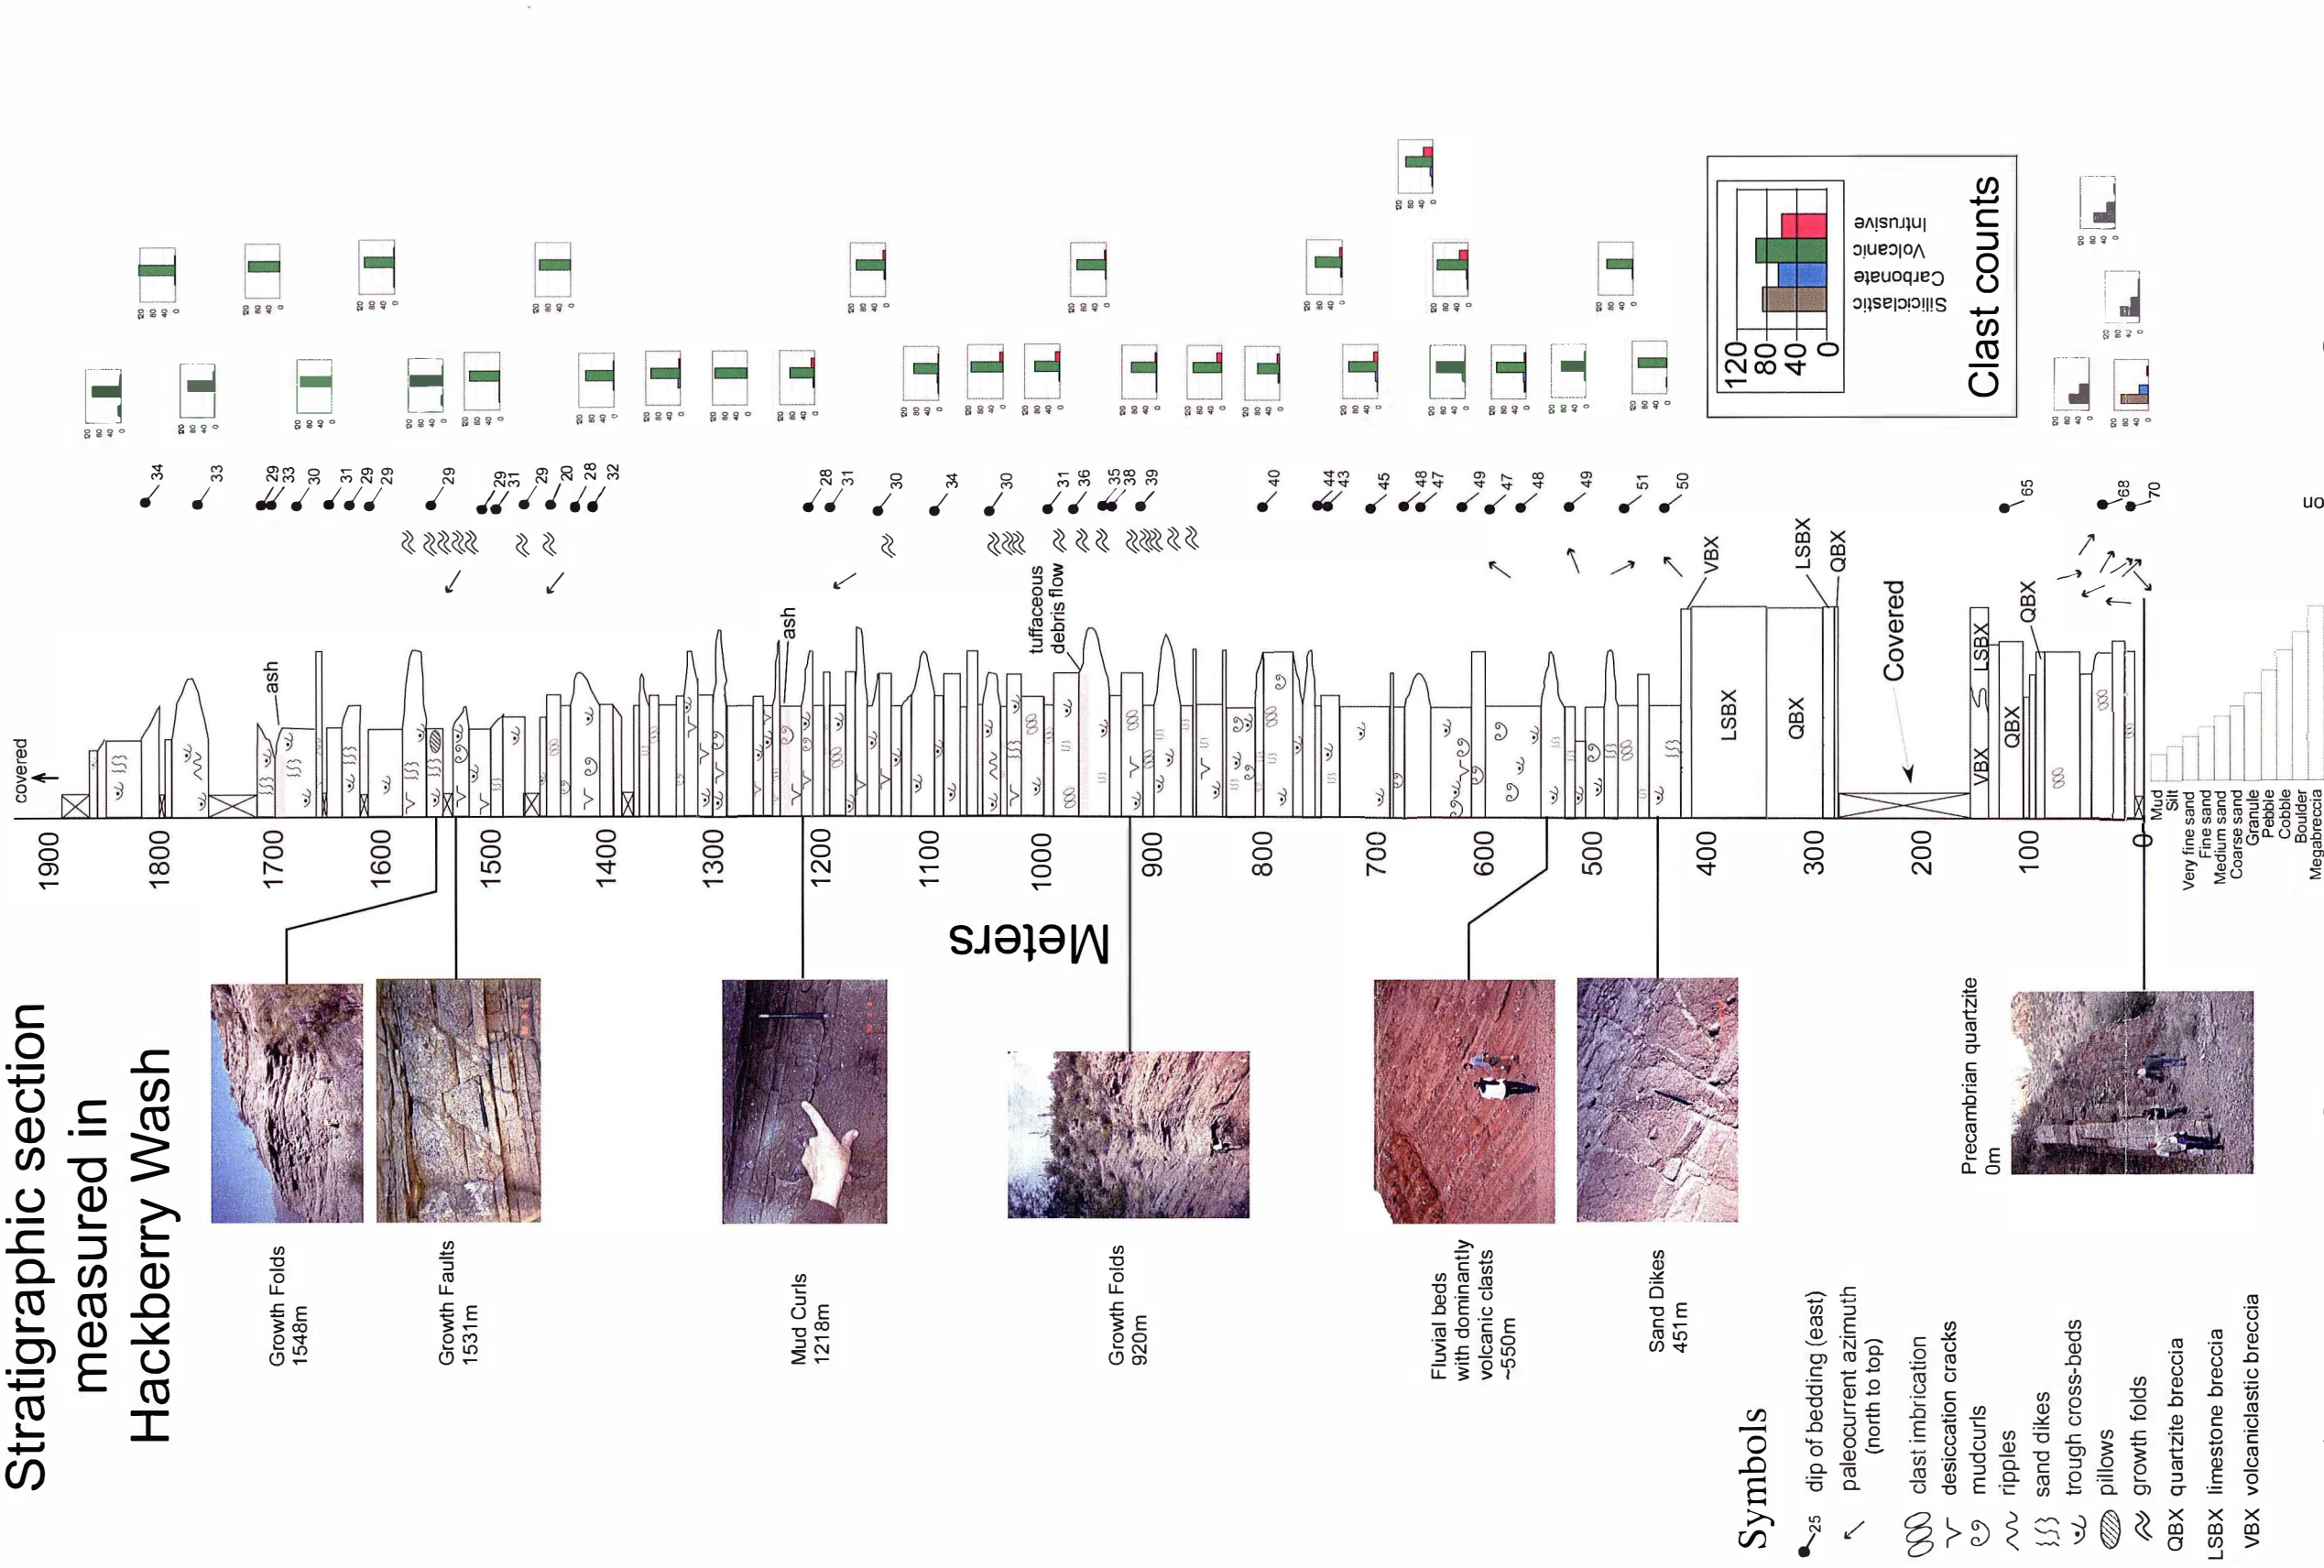 Stratigraphic section
measured in
Hackberry Wash
Growth Folds
1548m
Growth Faults
1531m
Mud Curls
1218m
Growth Folds
920m
Fluvial beds
with dominantly
volcanic clasts
~550m
Sand Dikes
451m
Precambrian quartzite
0m
Symbols
25 dip of bedding (east)
paleocurrent azimuth
(north to top)
clast imbrication
desiccation cracks
mudcurls
ripples
sand dikes
trough cross-beds
pillows
growth folds
QBX quartzite breccia
LSBX limestone breccia
VBX volcaniclastic breccia
Meters
1900
1800
1700
1600
1500
1400
1300
1200
1100
1000
900
800
700
600
500
400
300
200
100
0
Mud
Silt
Very fine sand
Fine sand
Medium sand
Coarse sand
Granule
Pebble
Cobble
Boulder
Megabreccia
covered
ash
ash
tuffaceous
debris flow
VBX
LSBX
QBX
LSBX
QBX
Covered
VBX
LSBX
QBX
QBX
34
33
29
33
30
31
29
29
29
29
31
29
20
28
32
28
31
30
34
30
31
36
35
38
39
40
44
43
45
48
47
49
47
48
49
51
50
65
68
70
120
80
40
0
Siliciclastic
Carbonate
Volcanic
Intrusive
Clast counts
on